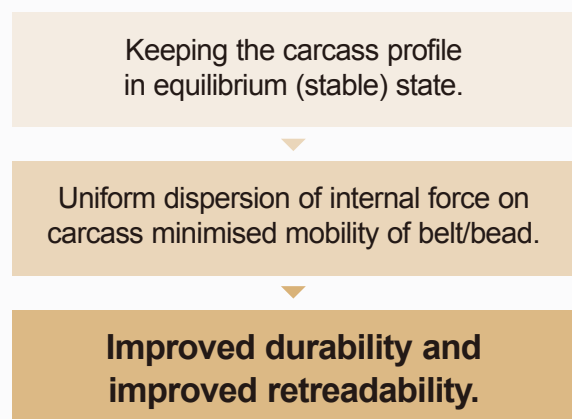 Keeping the carcass profile
in equilibrium (stable) state.
Uniform dispersion of internal force on
carcass minimised mobility of belt/bead.
Improved durability and
improved retreadability.